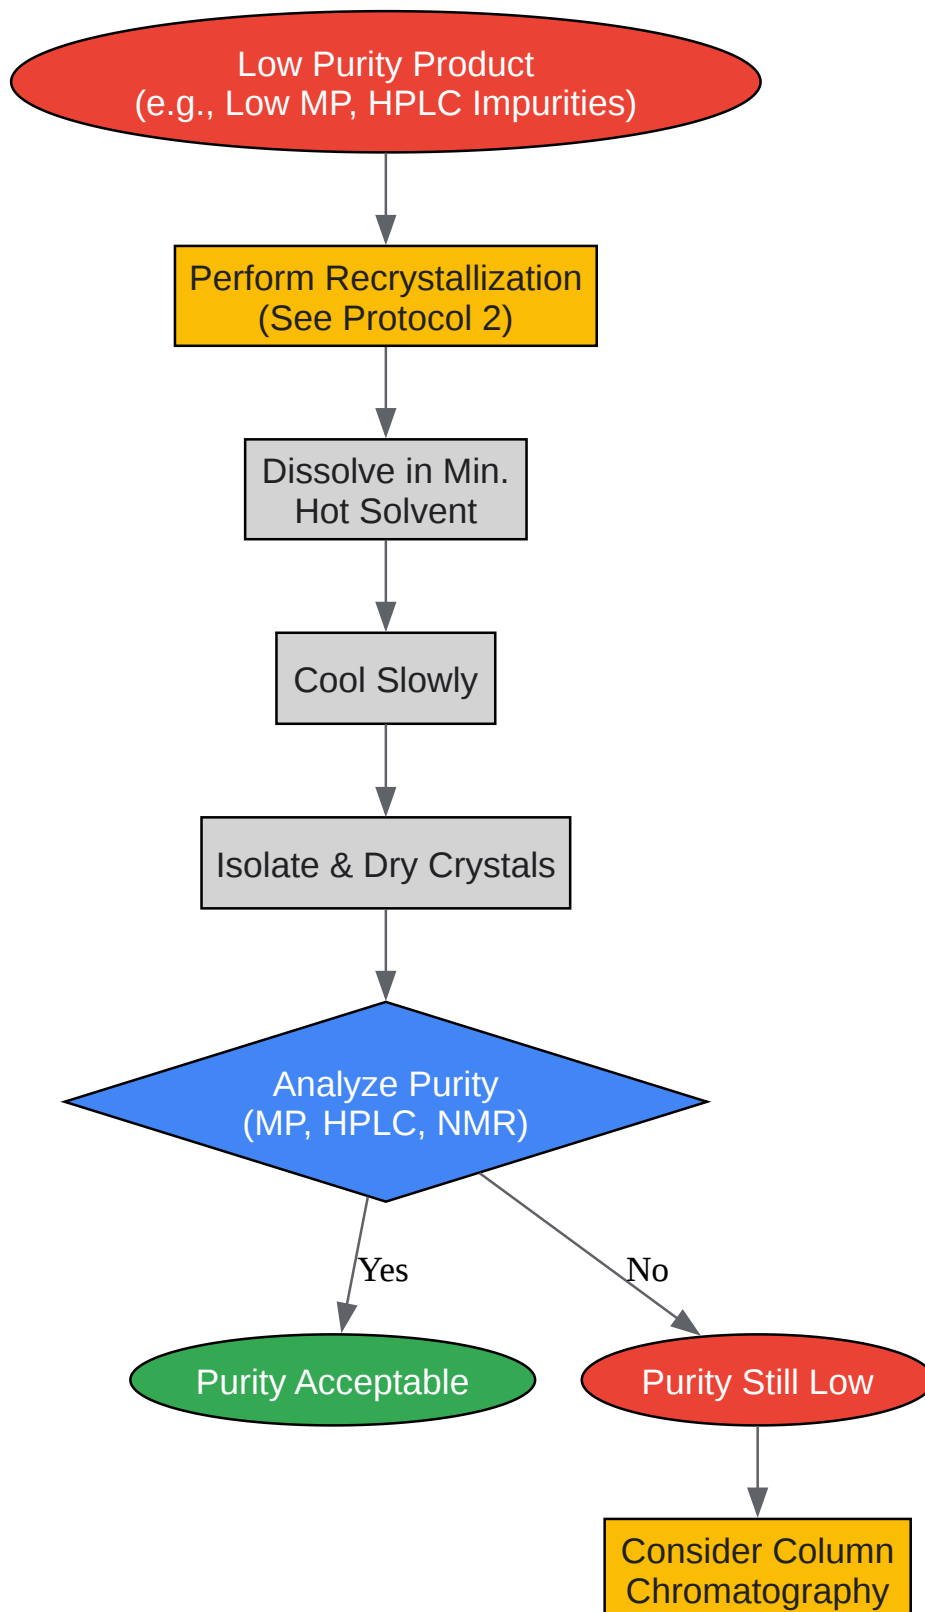 Low Purity Product
(e.g., Low MP, HPLC Impurities)
Perform Recrystallization
(See Protocol 2)
Dissolve in Min.
Hot Solvent
Cool Slowly
Isolate & Dry Crystals
Analyze Purity
(MP, HPLC, NMR)
Yes
No
Purity Acceptable
Purity Still Low
Consider Column
Chromatography